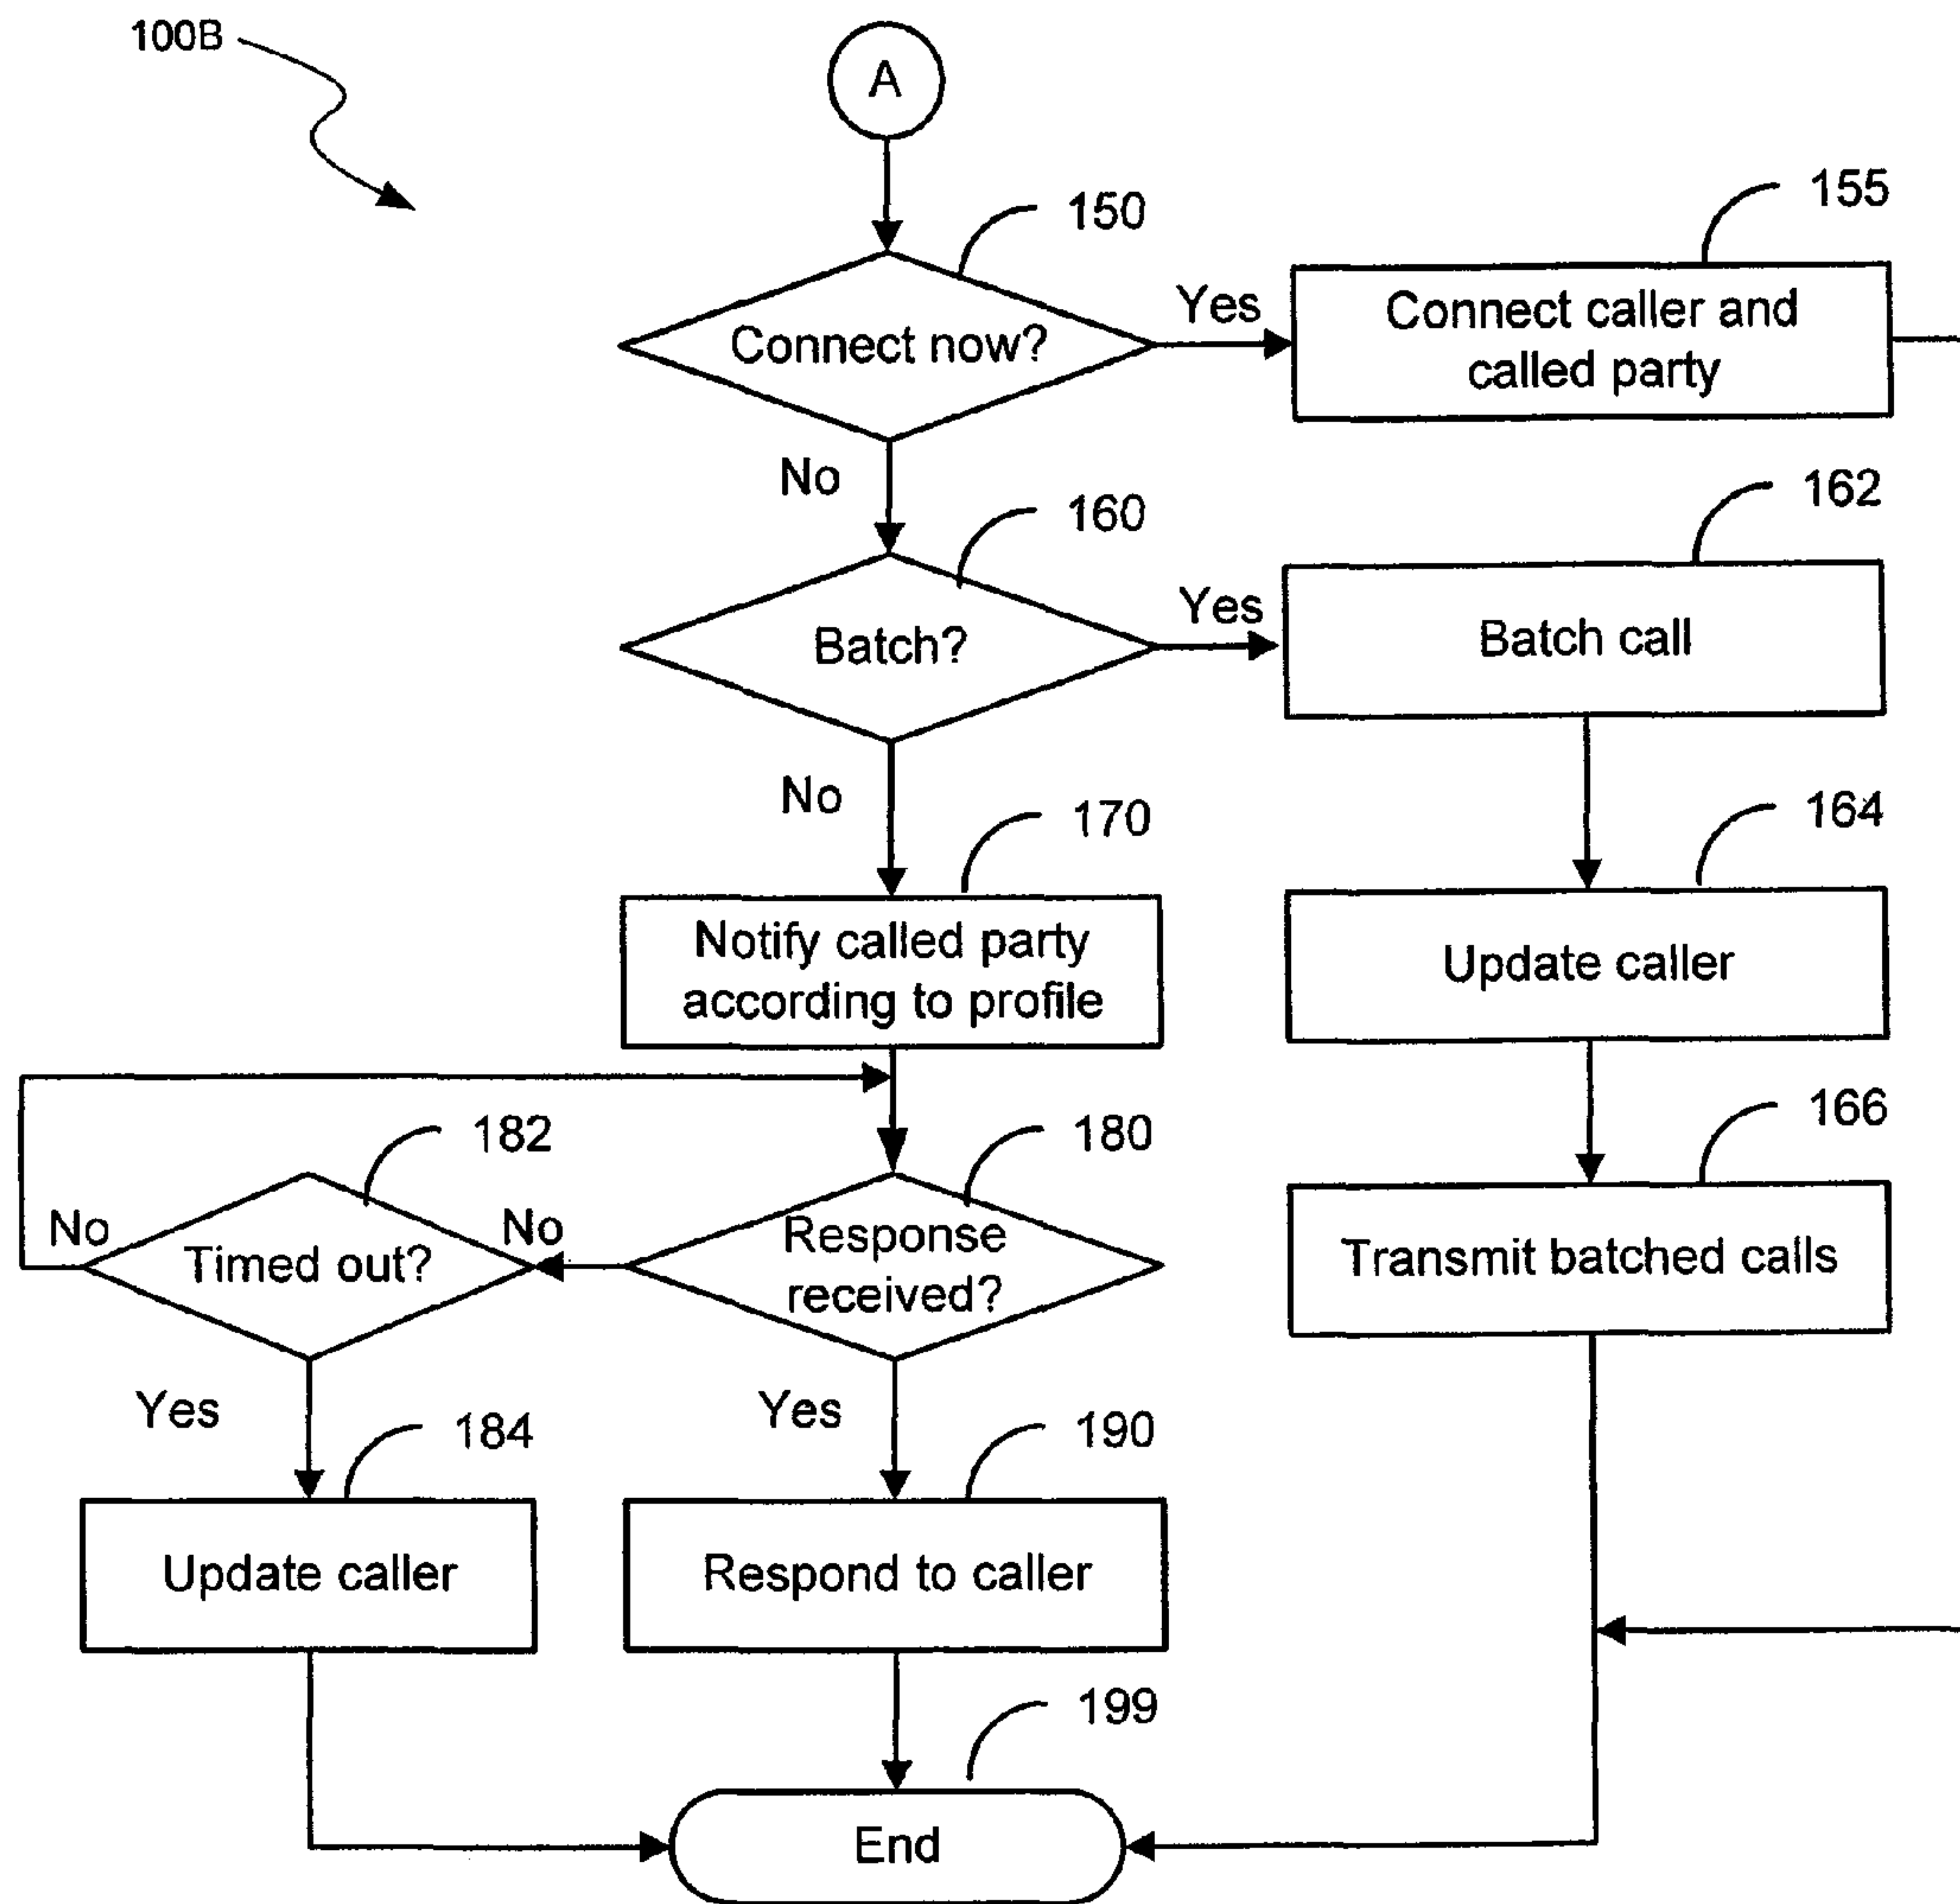 100B
A
150
155
Connect now?
Yes
Connect caller and
called party
No
160
162
Batch?
Yes
Batch call
No
170
164
Notify called party
according to profile
Update caller
182
180
166
No
Timed out?
No
Response
received?
Transmit batched calls
Yes
184
Yes
190
Update caller
Respond to caller
199
End